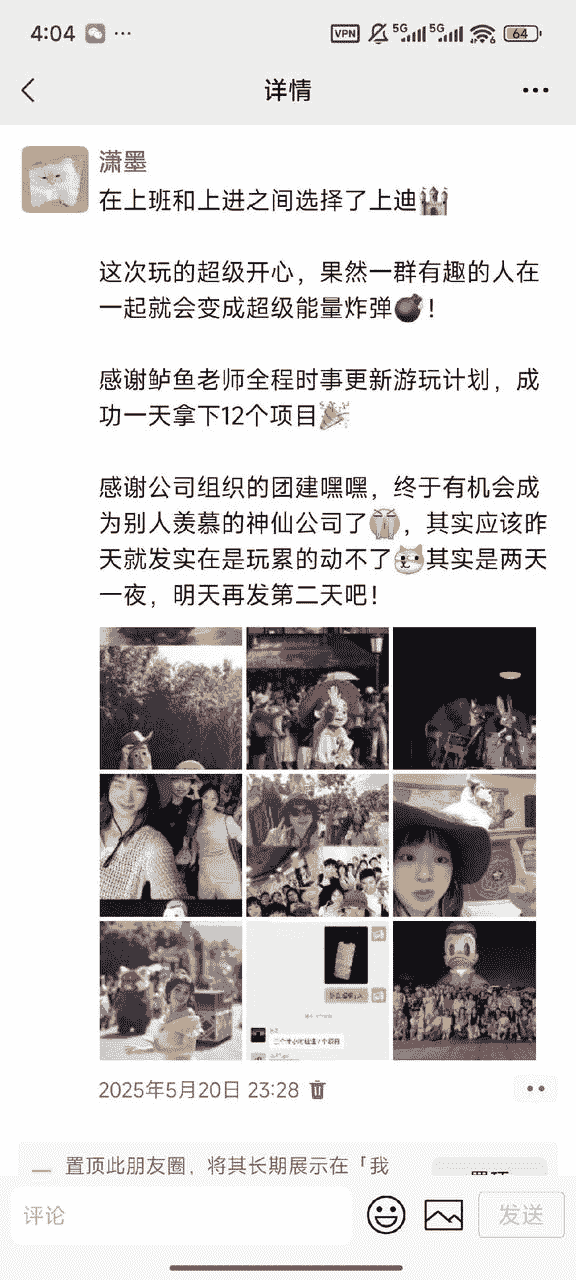 4:04
VPN 5G 5G 6 64
详情
潇墨
在上班和上进之间选择了上迪
这次玩的超级开心，果然一群有趣的人在
一起就会变成超级能量炸弹！
感谢鲈鱼老师全程时事更新游玩计划，成
功一天拿下12个项目
感谢公司组织的团建嘿嘿，终于有机会成
为别人羡慕的神仙公司了，其实应该昨
天就发实在是玩累的动不了其实是两天
一夜，明天再发第二天吧！
2025年5月20日 23:28
置顶此朋友圈，将其长期展示在「我
评论
发送